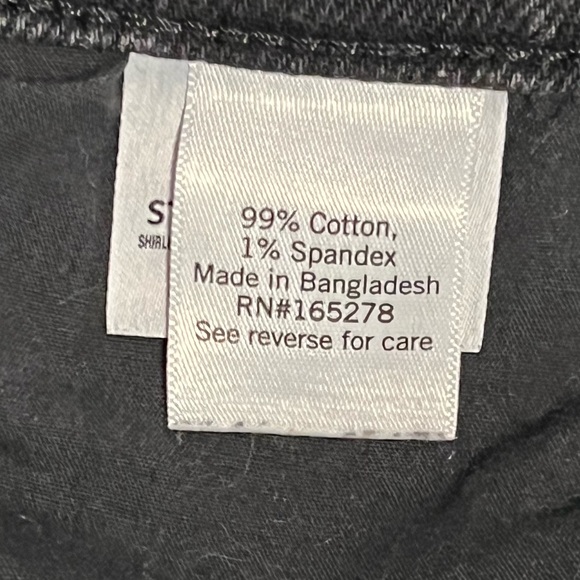 99% Cotton,
1% Spandex
Made in Bangladesh
RN#165278
See reverse for care